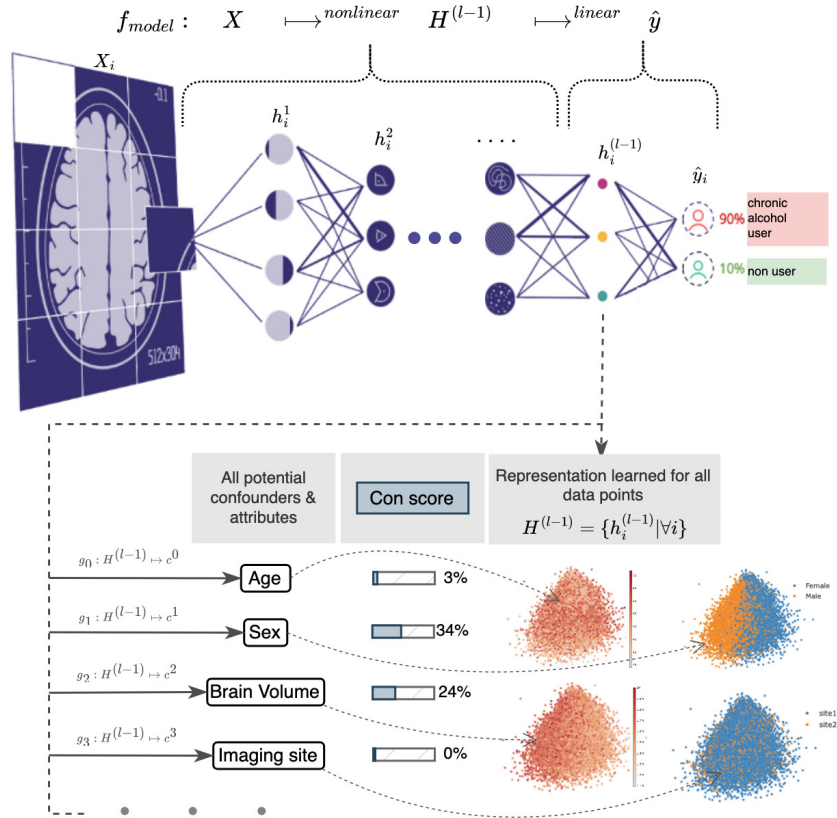 f_model : X ⟼^nonlinear H^(l−1) ⟼^linear ŷ
X_i
-0.1
512x304
h_i^1
h_i^2
. . . .
h_i^(l−1)
ŷ_i
90%
chronic
alcohol
user
10%
non user
All potential
confounders &
attributes
Con score
Representation learned for all
data points
H^(l−1) = {h_i^(l−1)|∀i}
g_0 : H^(l−1) ↦ c^0
Age
3%
g_1 : H^(l−1) ↦ c^1
Sex
34%
g_2 : H^(l−1) ↦ c^2
Brain Volume
24%
g_3 : H^(l−1) ↦ c^3
Imaging site
0%
Female
Male
site1
site2